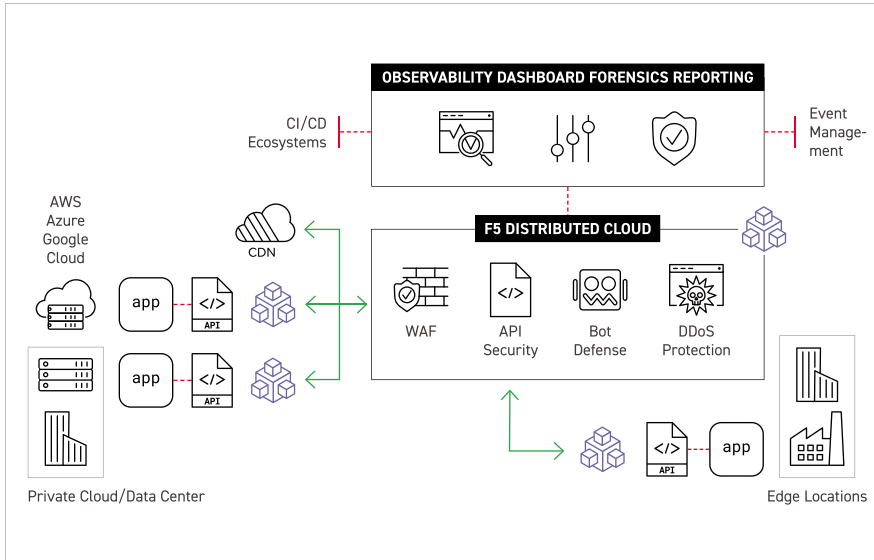 OBSERVABILITY DASHBOARD FORENSICS REPORTING
CI/CD
Ecosystems
Event
Manage-
ment
AWS
Azure
Google
Cloud
CDN
F5 DISTRIBUTED CLOUD
WAF
API
Security
Bot
Defense
DDoS
Protection
app
</>
API
app
</>
API
</>
</>
API
app
Private Cloud/Data Center
Edge Locations